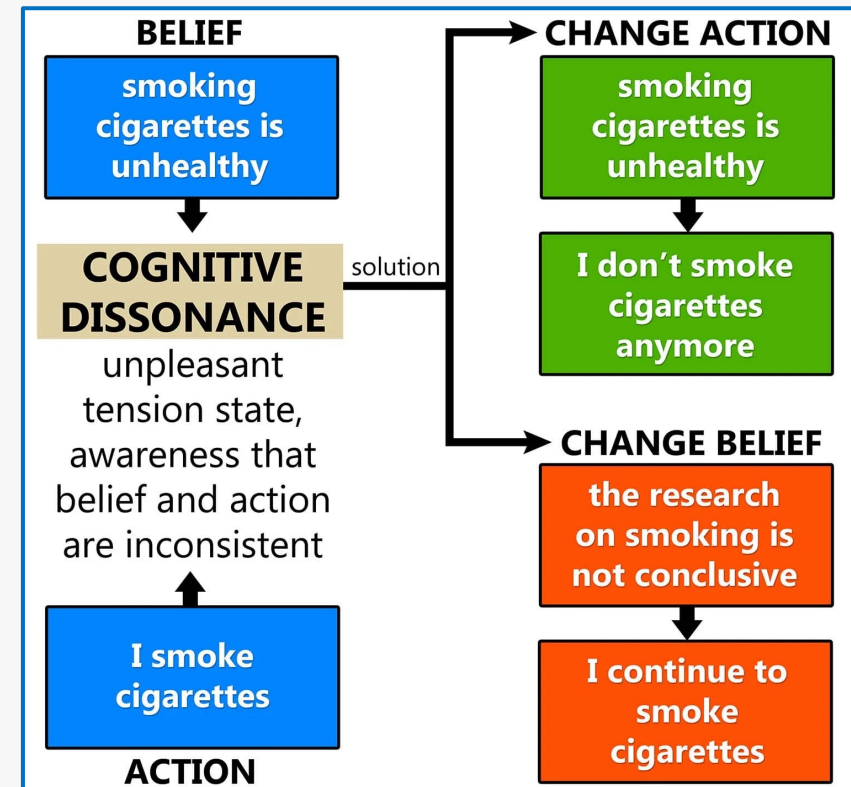 BELIEF
smoking
cigarettes is
unhealthy
COGNITIVE
DISSONANCE
unpleasant
tension state,
awareness that
belief and action
are inconsistent
I smoke
cigarettes
ACTION
solution
CHANGE ACTION
smoking
cigarettes is
unhealthy
I don’t smoke
cigarettes
anymore
CHANGE BELIEF
the research
on smoking is
not conclusive
I continue to
smoke
cigarettes